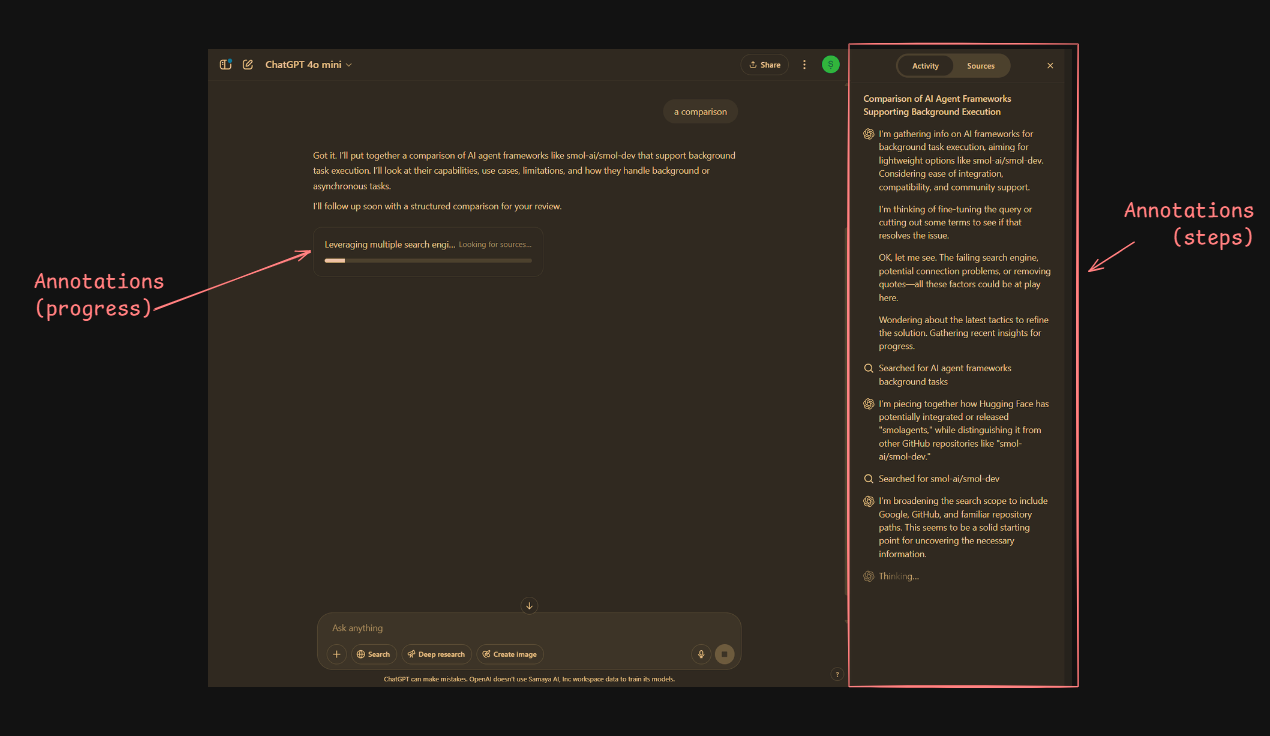 ChatGPT 4o mini
Share
S
a comparison
Got it. I'll put together a comparison of AI agent frameworks like smol-ai/smol-dev that support background
task execution. I'll look at their capabilities, use cases, limitations, and how they handle background or
asynchronous tasks.
I'll follow up soon with a structured comparison for your review.
Leveraging multiple search engi... Looking for sources...
Annotations
(progress)
Ask anything
Search
Deep research
Create image
ChatGPT can make mistakes. OpenAI doesn't use Samaya AI, Inc workspace data to train its models.
?
Activity
Sources
Comparison of AI Agent Frameworks
Supporting Background Execution
I'm gathering info on AI frameworks for
background task execution, aiming for
lightweight options like smol-ai/smol-dev.
Considering ease of integration,
compatibility, and community support.
I'm thinking of fine-tuning the query or
cutting out some terms to see if that
resolves the issue.
OK, let me see. The failing search engine,
potential connection problems, or removing
quotes—all these factors could be at play
here.
Wondering about the latest tactics to refine
the solution. Gathering recent insights for
progress.
Searched for AI agent frameworks
background tasks
I'm piecing together how Hugging Face has
potentially integrated or released
"smolagents," while distinguishing it from
other GitHub repositories like "smol-
ai/smol-dev."
Searched for smol-ai/smol-dev
I'm broadening the search scope to include
Google, GitHub, and familiar repository
paths. This seems to be a solid starting
point for uncovering the necessary
information.
Thinking...
Annotations
(steps)